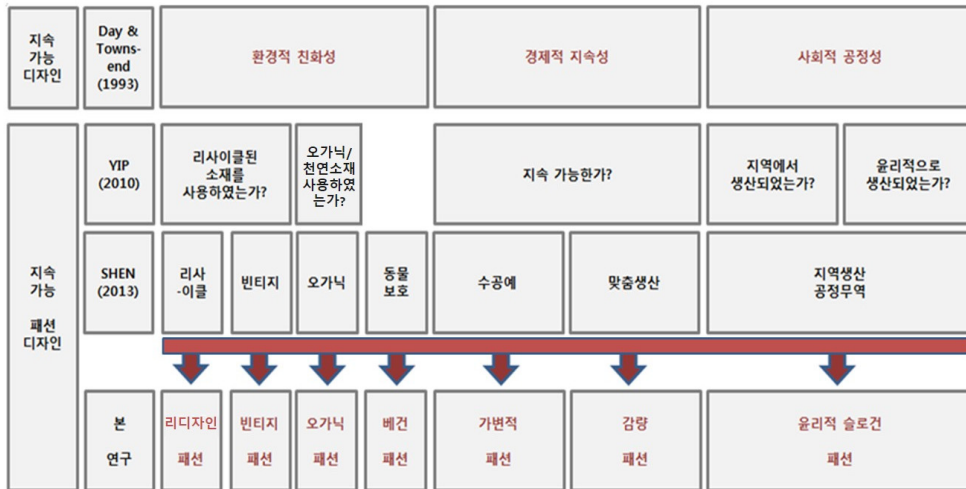 지속
가능
디자인
Day &
Towns-
end
(1993)
환경적 친화성
경제적 지속성
사회적 공정성
지속
가능
패션
디자인
YIP
(2010)
리사이클된
소재를
사용하였는가?
오가닉/
천연소재
사용하였
는가?
지속 가능한가?
지역에서
생산되었는가?
윤리적으로
생산되었는가?
SHEN
(2013)
리사
-이클
빈티지
오가닉
동물
보호
수공예
맞춤생산
지역생산
공정무역
본
연구
리디자인
패션
빈티지
패션
오가닉
패션
베건
패션
가변적
패션
감량
패션
윤리적 슬로건
패션